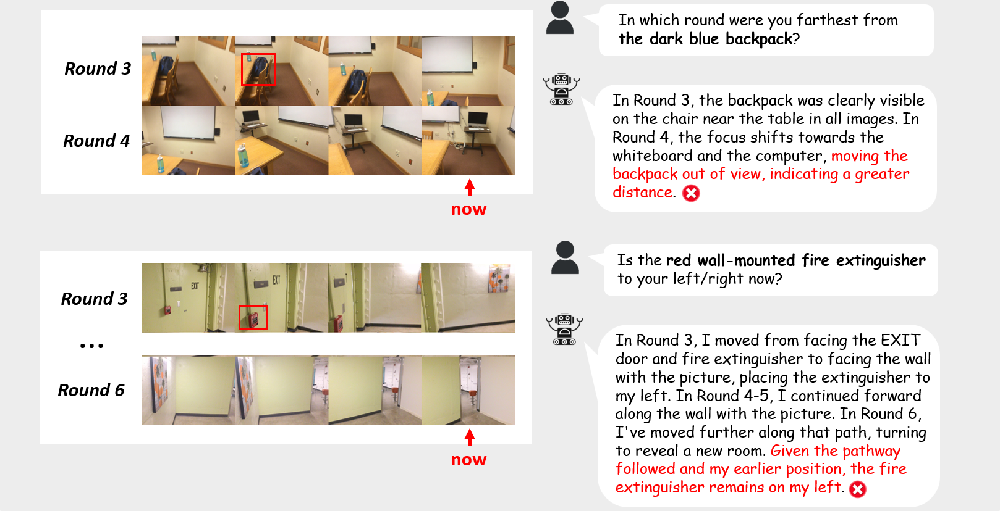 Round 3
Round 4
now
In which round were you farthest from
the dark blue backpack?
In Round 3, the backpack was clearly visible
on the chair near the table in all images. In
Round 4, the focus shifts towards the
whiteboard and the computer, moving the
backpack out of view, indicating a greater
distance.
Round 3
EXIT
EXIT
...
Round 6
now
Is the red wall-mounted fire extinguisher
to your left/right now?
In Round 3, I moved from facing the EXIT
door and fire extinguisher to facing the wall
with the picture, placing the extinguisher to
my left. In Round 4-5, I continued forward
along the wall with the picture. In Round 6,
I've moved further along that path, turning
to reveal a new room. Given the pathway
followed and my earlier position, the fire
extinguisher remains on my left.